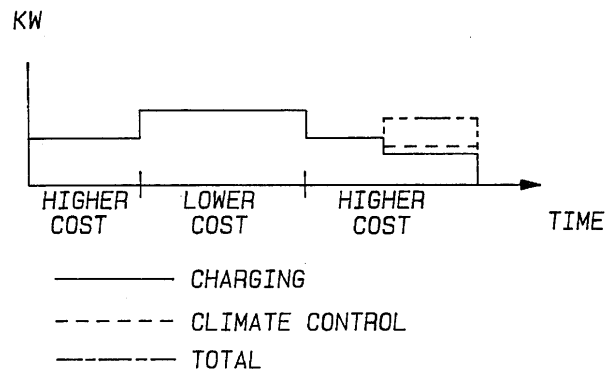 KW
HIGHER LOWER HIGHER
COST COST COST
TIME
CHARGING
CLIMATE CONTROL
TOTAL